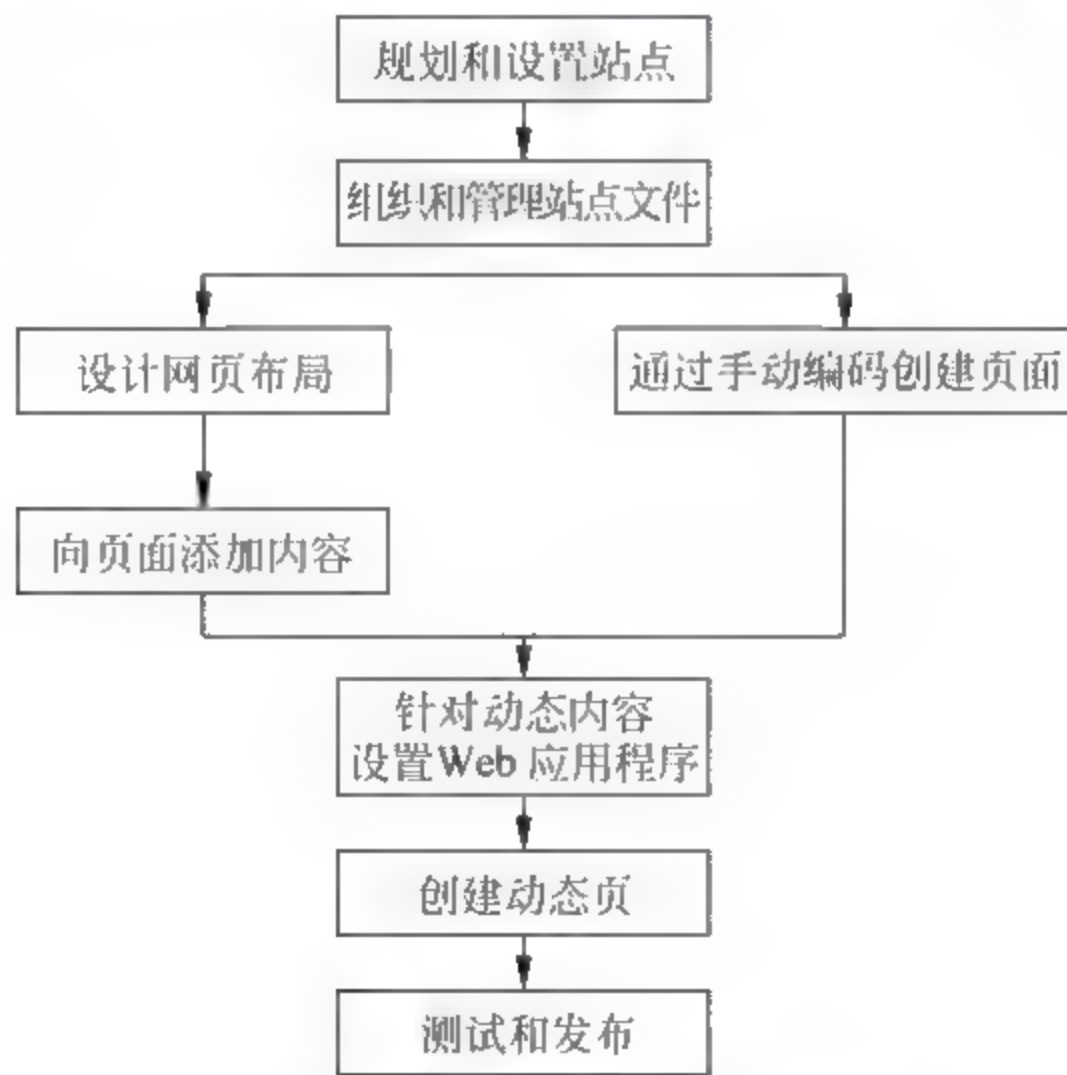 规划和设置站点
组织和管理站点文件
设计网页布局
通过手动编码创建页面
向页面添加内容
针对动态内容
设置Web 应用程序
创建动态页
测试和发布